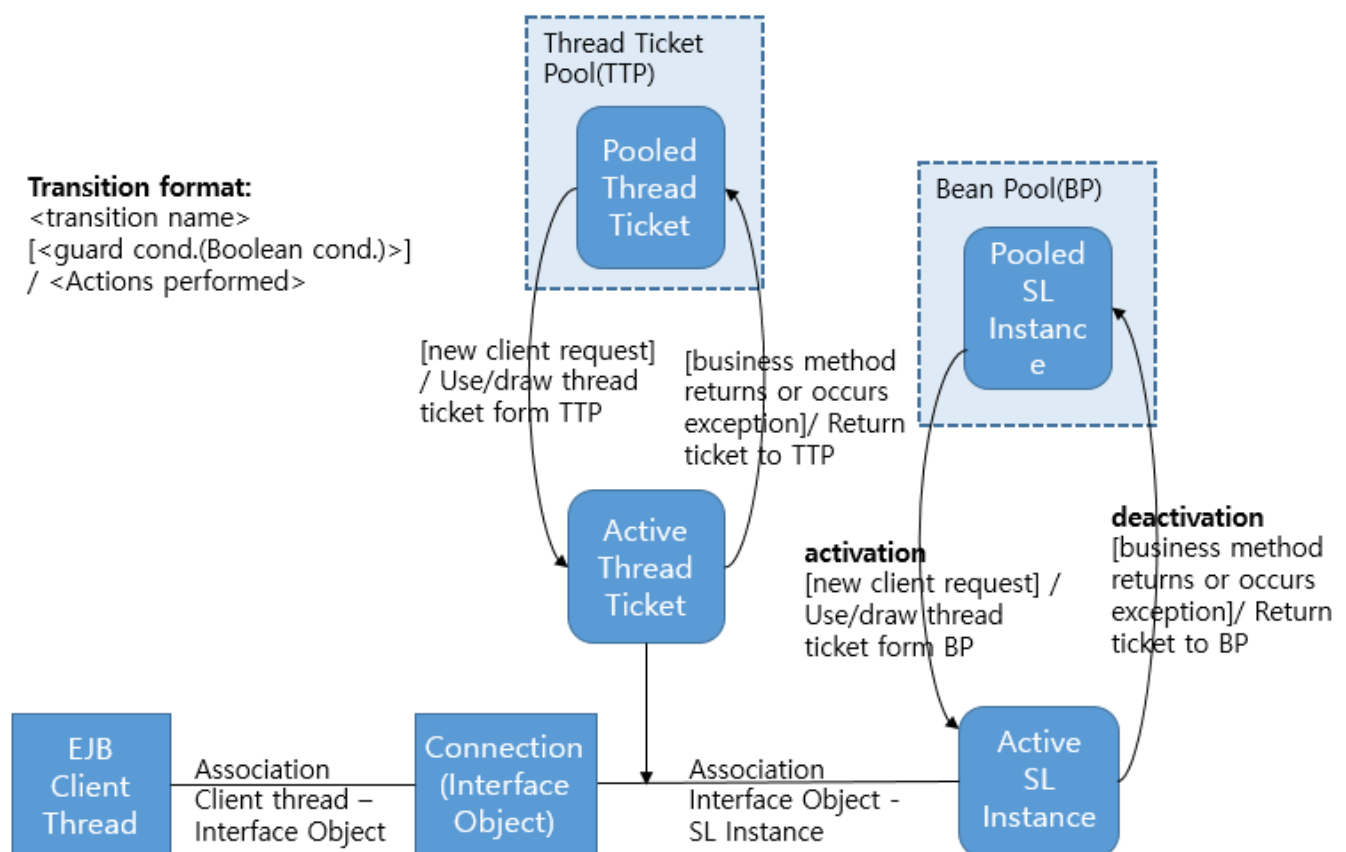 Thread Ticket
Pool(TTP)
Pooled
Thread
Ticket
Transition format:
<transition name>
[<guard cond.(Boolean cond.)>]
/ <Actions performed>
Bean Pool(BP)
Pooled
SL
Instanc
e
[new client request]
/ Use/draw thread
ticket form TTP
[business method
returns or occurs
exception]/ Return
ticket to TTP
Active
Thread
Ticket
activation
[new client request] /
Use/draw thread
ticket form BP
deactivation
[business method
returns or occurs
exception]/ Return
ticket to BP
EJB
Client
Thread
Association
Client thread –
Interface Object
Connection
(Interface
Object)
Association
Interface Object -
SL Instance
Active
SL
Instance